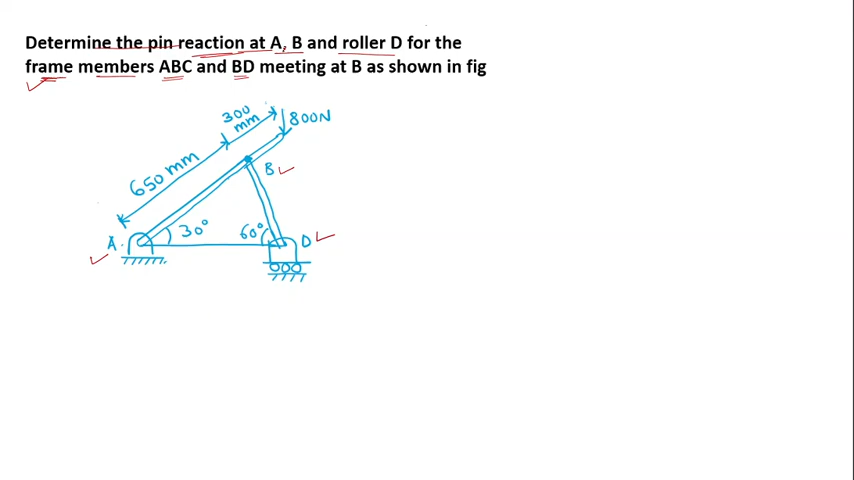 Determine the pin reaction at A, B and roller D for the
frame members ABC and BD meeting at B as shown in fig
300
mm
800N
650 mm
B
A
30°
60°
D